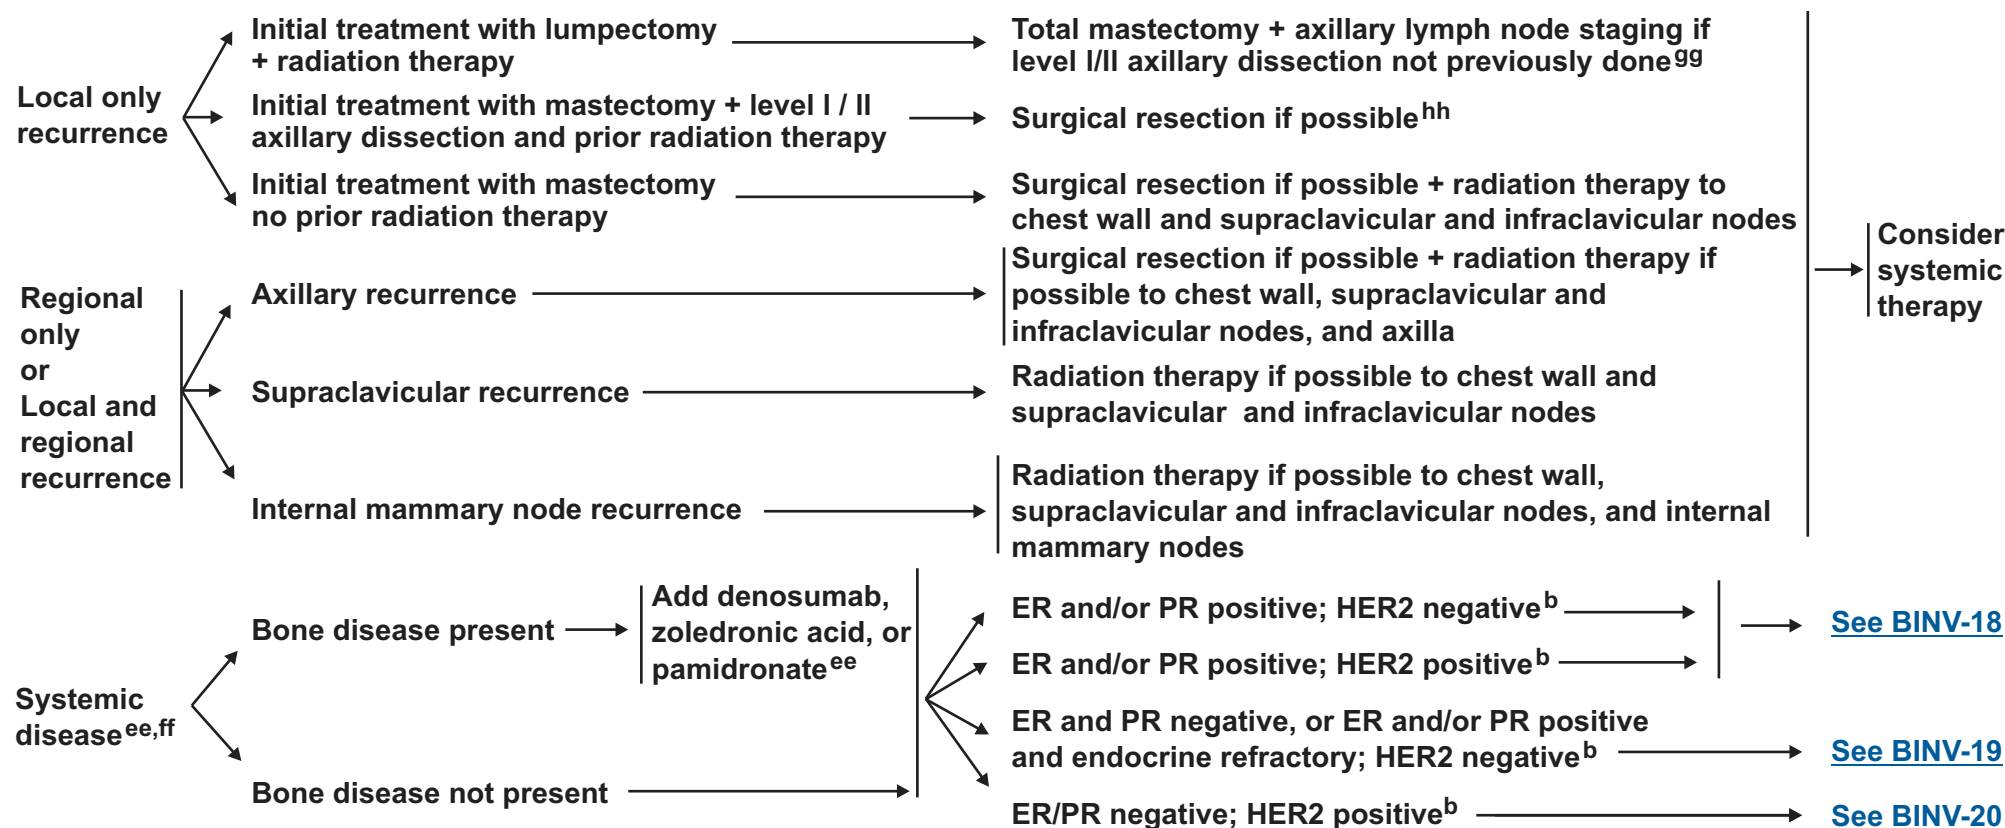 Local only
recurrence
Initial treatment with lumpectomy
+ radiation therapy
Total mastectomy + axillary lymph node staging if
level I/II axillary dissection not previously done gg
Initial treatment with mastectomy + level I / II
axillary dissection and prior radiation therapy
Surgical resection if possible hh
Initial treatment with mastectomy
no prior radiation therapy
Surgical resection if possible + radiation therapy to
chest wall and supraclavicular and infraclavicular nodes
Regional
only
or
Local and
regional
recurrence
Axillary recurrence
Surgical resection if possible + radiation therapy if
possible to chest wall, supraclavicular and
infraclavicular nodes, and axilla
Supraclavicular recurrence
Radiation therapy if possible to chest wall and
supraclavicular and infraclavicular nodes
Internal mammary node recurrence
Radiation therapy if possible to chest wall,
supraclavicular and infraclavicular nodes, and internal
mammary nodes
Consider
systemic
therapy
Systemic
disease ee,ff
Bone disease present
Add denosumab,
zoledronic acid, or
pamidronate ee
Bone disease not present
ER and/or PR positive; HER2 negative b
ER and/or PR positive; HER2 positive b
See BINV-18
ER and PR negative, or ER and/or PR positive
and endocrine refractory; HER2 negative b
See BINV-19
ER/PR negative; HER2 positive b
See BINV-20